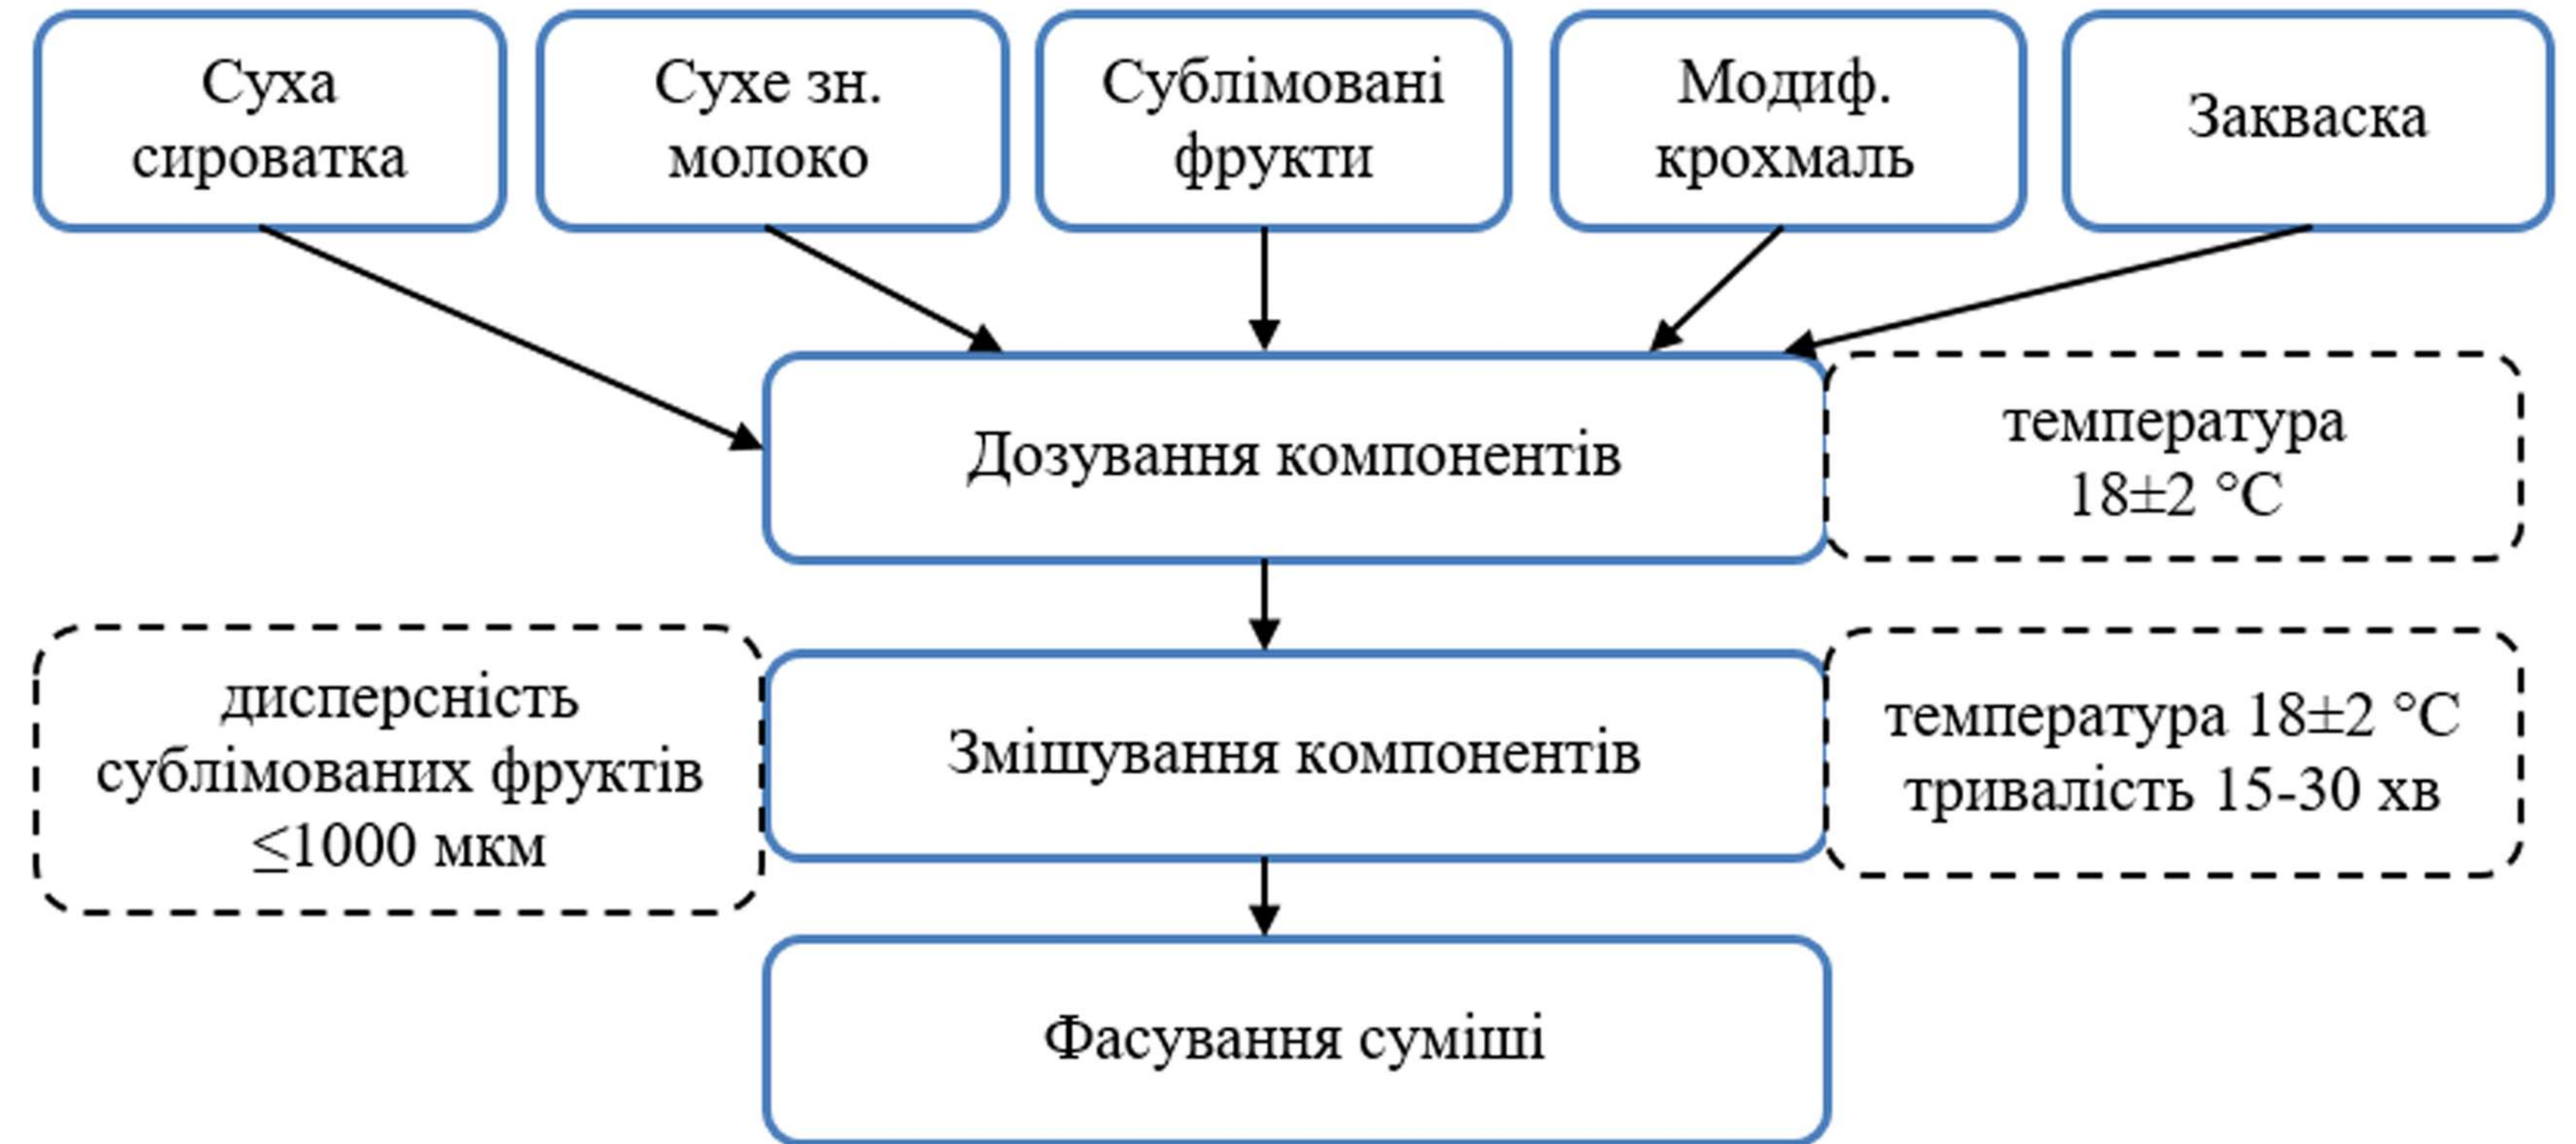 Суха
сироватка
Сухе зн.
молоко
Сублімовані
фрукти
Модиф.
крохмаль
Закваска
Дозування компонентів
температура
18±2 °С
дисперсність
сублімованих фруктів
≤1000 мкм
Змішування компонентів
температура 18±2 °С
тривалість 15-30 хв
Фасування суміші